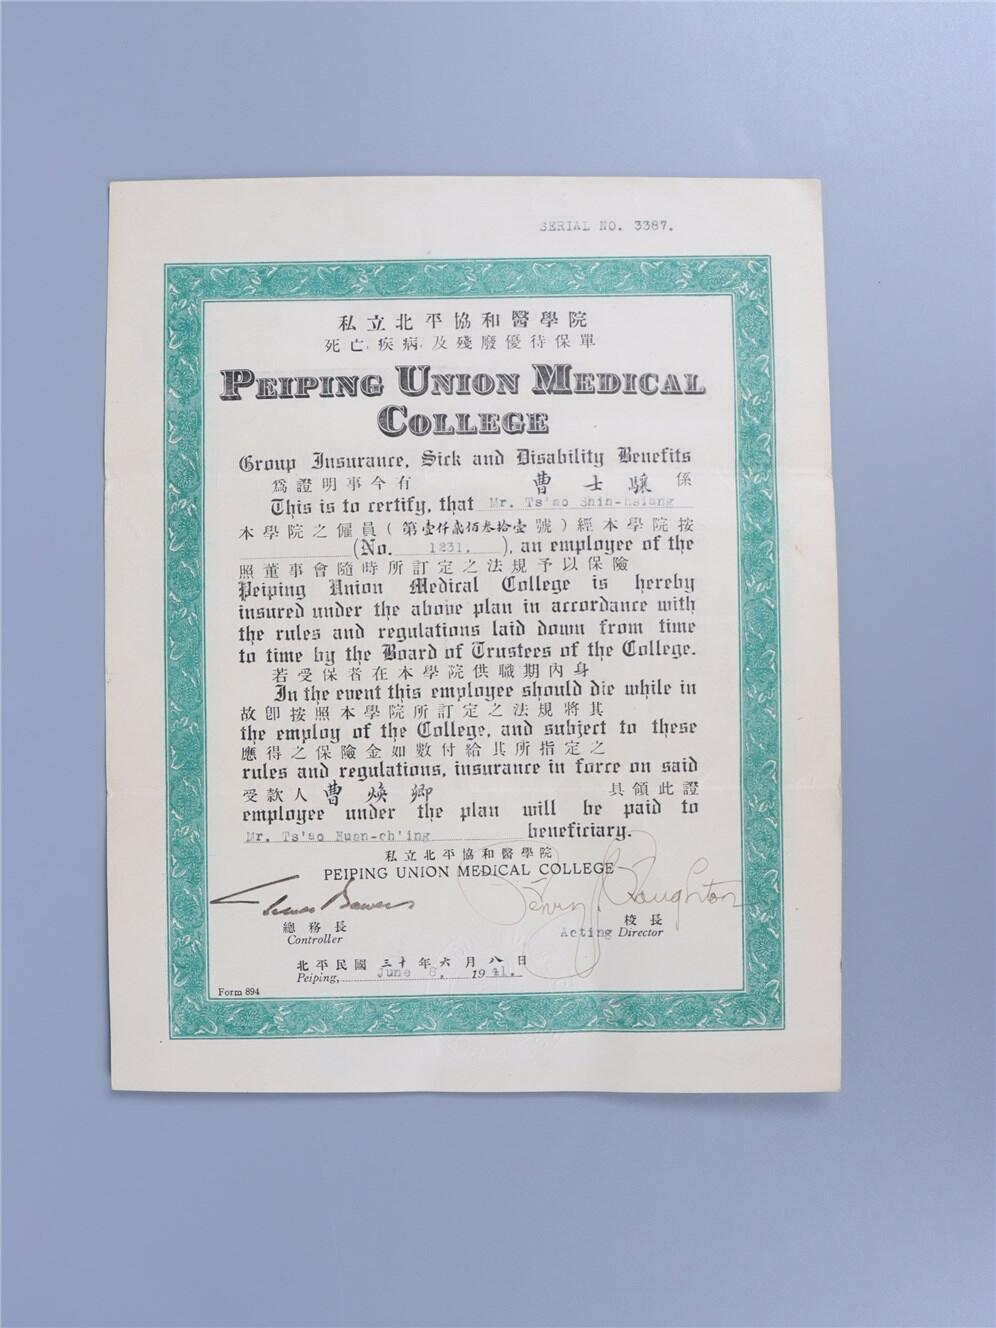 SERIAL NO. 3387.
私立北平協和醫學院
死亡疾病及殘廢優待保單
PEIPING UNION MEDICAL
COLLEGE
Group Insurance, Sick and Disability Benefits
爲證明事今有 曹士驤 係
This is to certify, that Mr. Ts'ao Shih-hsiang
本學院之僱員(第壹仟貳佰叁拾壹號)經本學院按
(No. 1231. ), an employee of the
照董事會隨時所訂定之法規予以保險
Peiping Union Medical College is hereby
insured under the above plan in accordance with
the rules and regulations laid down from time
to time by the Board of Trustees of the College.
若受保者在本學院供職期內身
In the event this employee should die while in
故卽按照本學院所訂定之法規將其
the employ of the College, and subject to these
應得之保險金如數付給其所指定之
rules and regulations, insurance in force on said
受款人 曹煥卿 具領此證
employee under the plan will be paid to
Mr. Ts'ao Huan-ch'ing beneficiary.
私立北平協和醫學院
PEIPING UNION MEDICAL COLLEGE
Bowen Henry S. Houghton
總務長 校長
Controller Acting Director
北平民國三十年六月八日
Peiping, June 1941.
Form 894